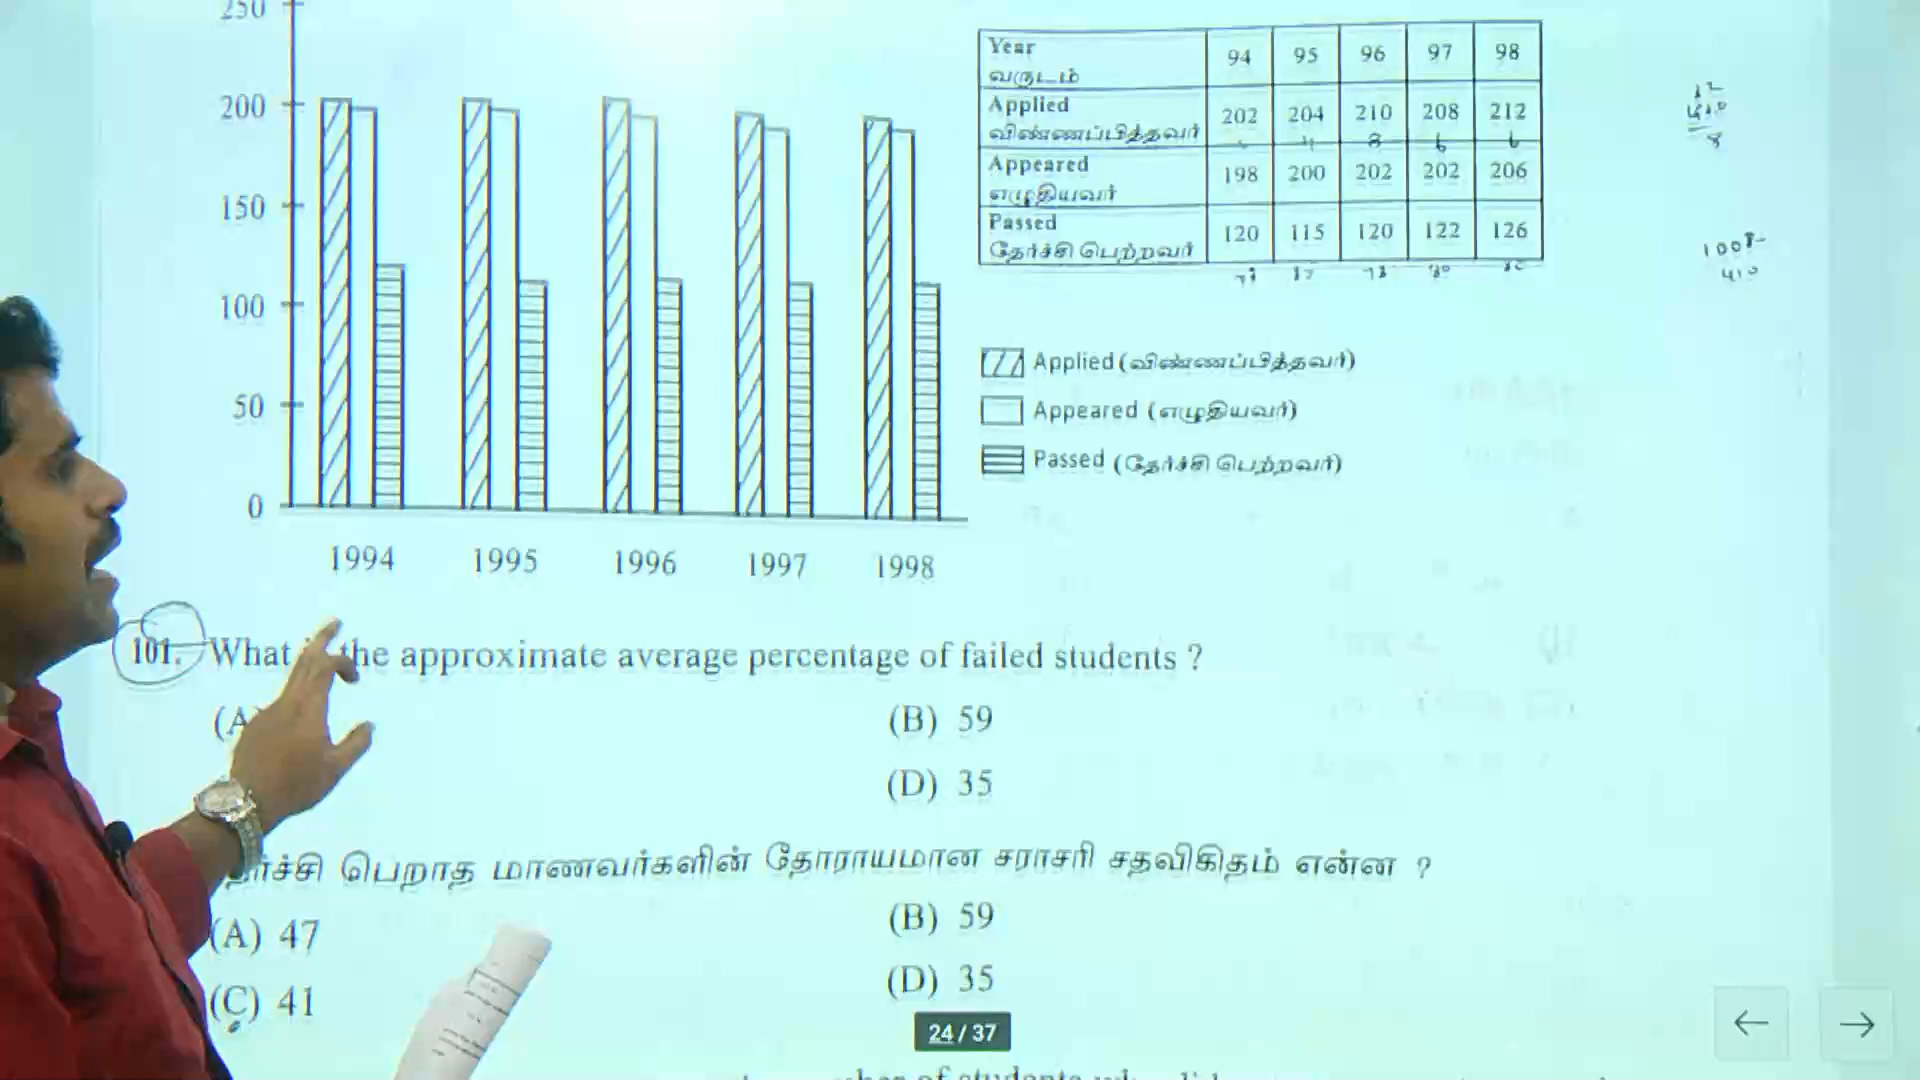 250
200
150
100
50
0
1994 1995 1996 1997 1998
Year 94 95 96 97 98
வருடம்
Applied 202 204 210 208 212
விண்ணப்பித்தவர்
Appeared 198 200 202 202 206
எழுதியவர்
Passed 120 115 120 122 126
தேர்ச்சி பெற்றவர்
Applied (விண்ணப்பித்தவர்)
Appeared (எழுதியவர்)
Passed (தேர்ச்சி பெற்றவர்)
101. What the approximate average percentage of failed students ?
(A) (B) 59
(D) 35
பெறாத மாணவர்களின் தோராயமான சராசரி சதவிகிதம் என்ன ?
(A) 47 (B) 59
(C) 41 (D) 35
24 / 37
of students